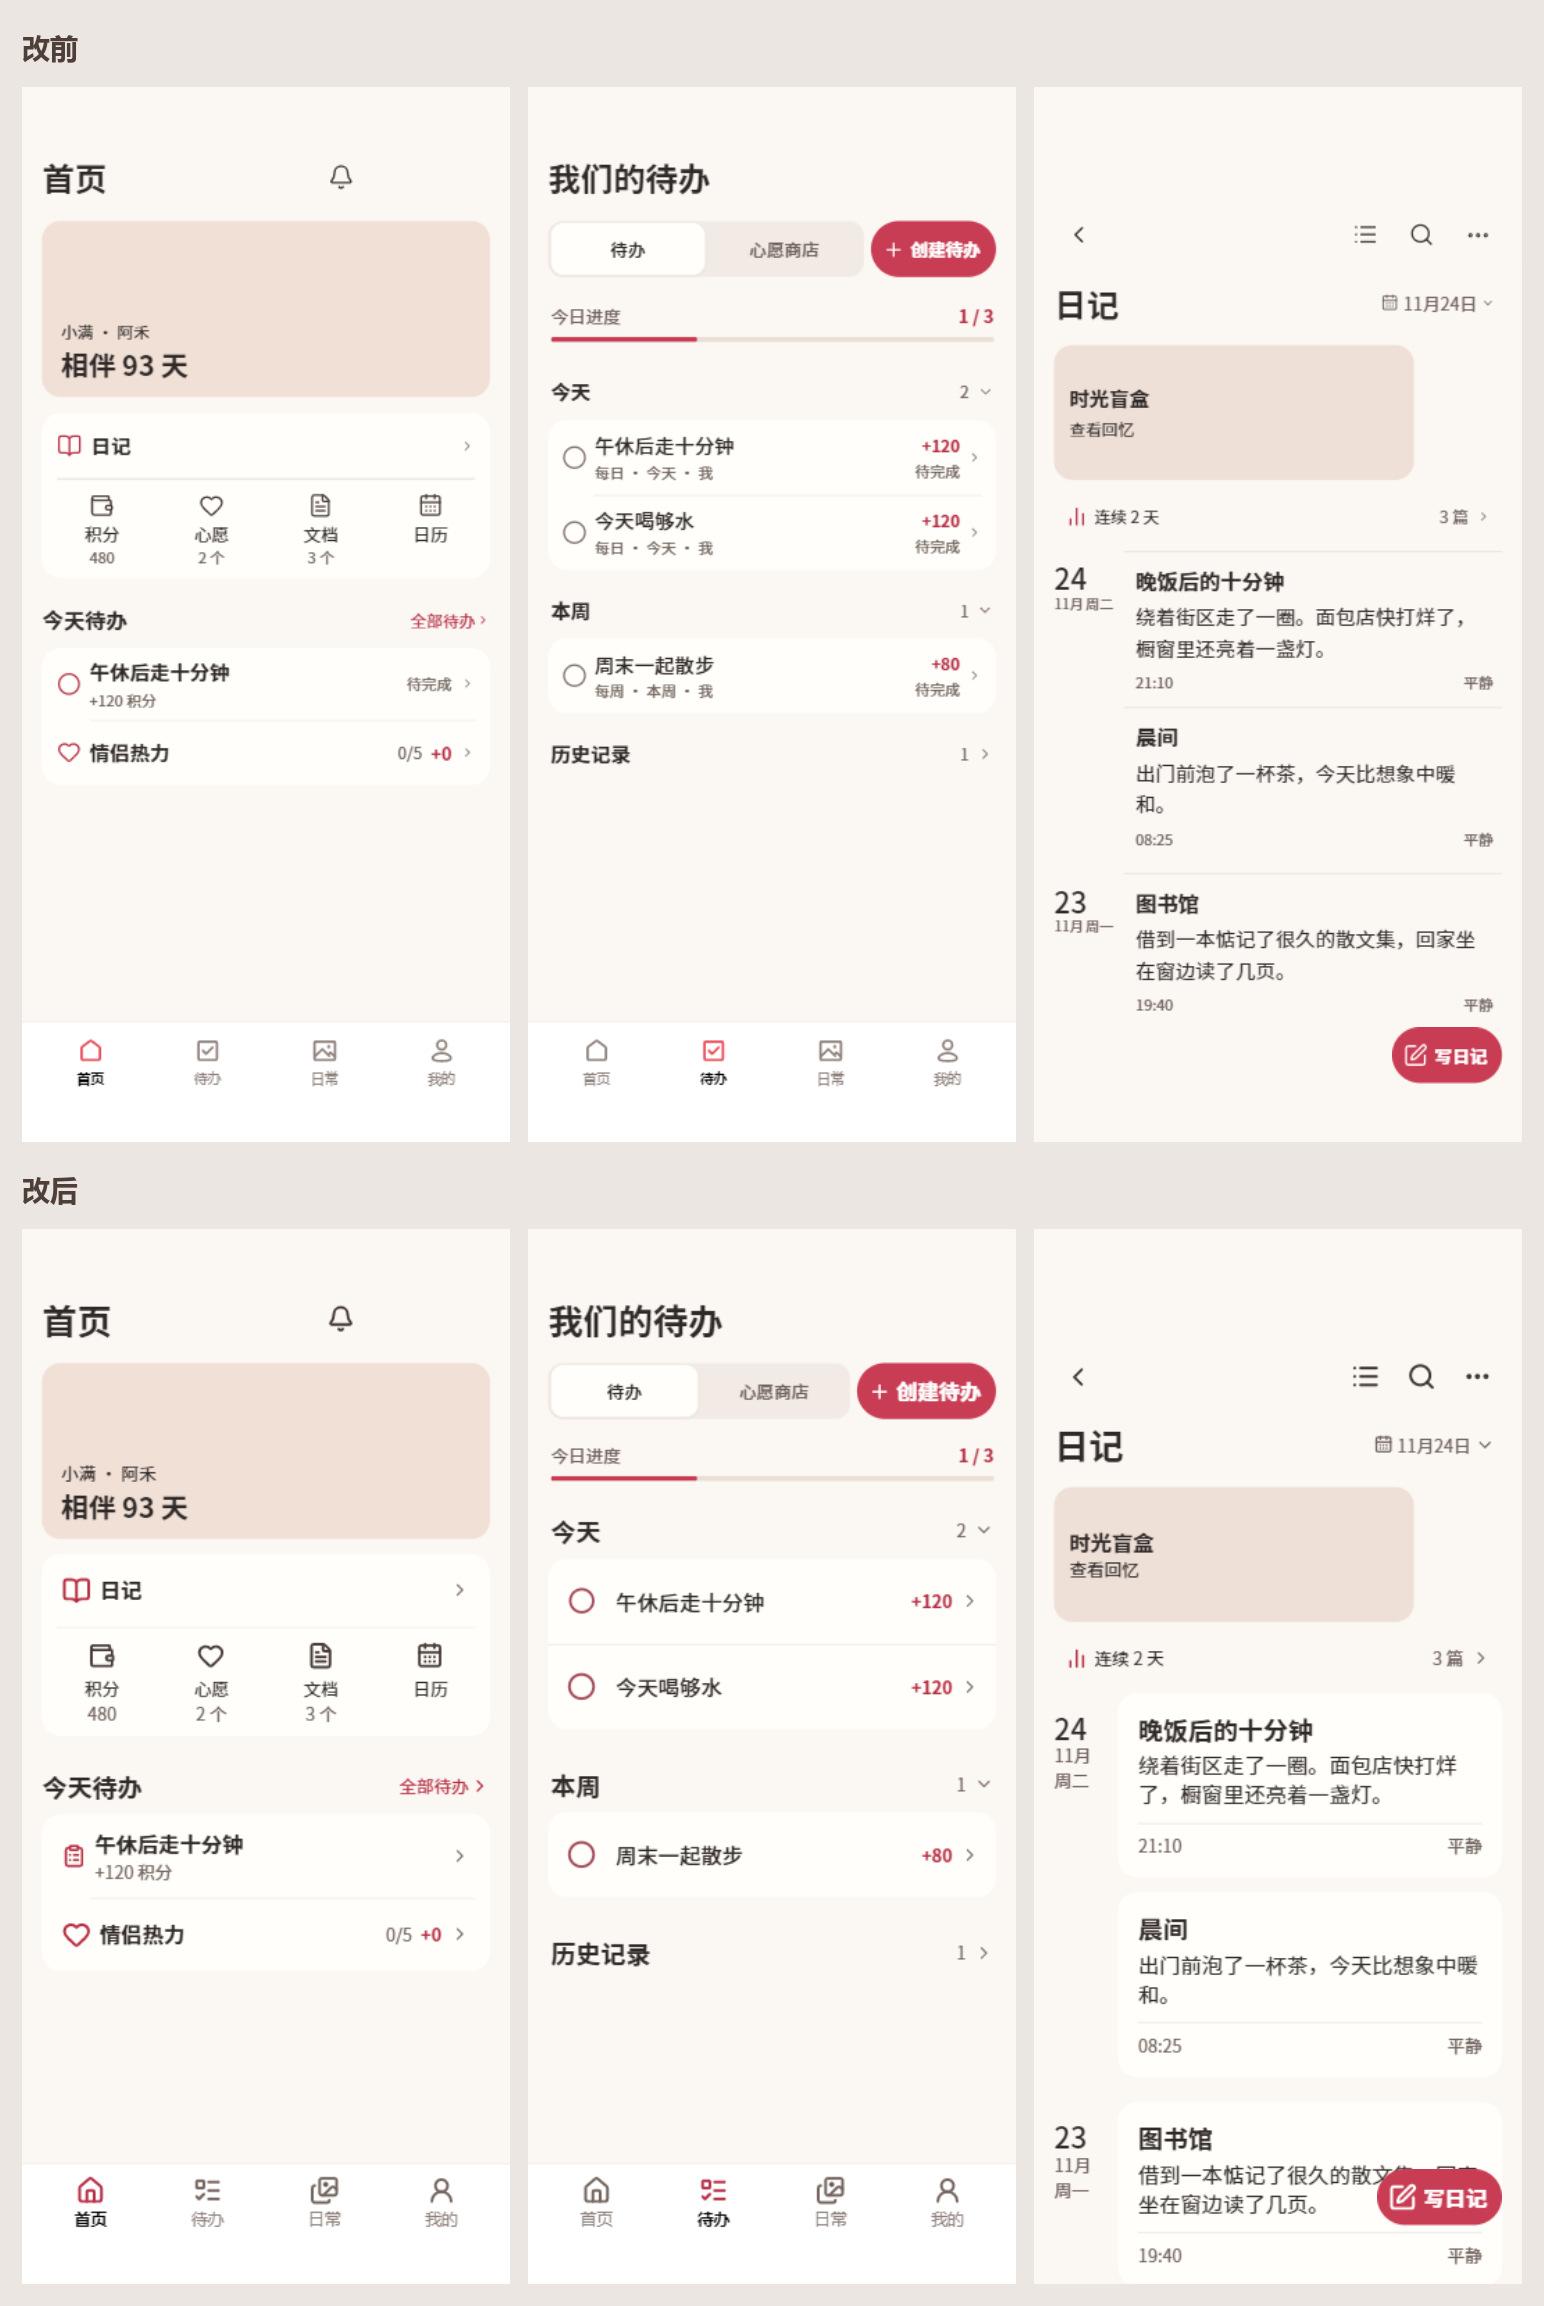 改前
首页
小满 · 阿禾
相伴 93 天
日记
积分 心愿 文档 日历
480 2 个 3 个
今天待办 全部待办
午休后走十分钟 待完成
+120 积分
情侣热力 0/5 +0
首页 待办 日常 我的
我们的待办
待办 心愿商店 + 创建待办
今日进度 1 / 3
今天 2
午休后走十分钟 +120
每日 · 今天 · 我 待完成
今天喝够水 +120
每日 · 今天 · 我 待完成
本周 1
周末一起散步 +80
每周 · 本周 · 我 待完成
历史记录 1
首页 待办 日常 我的
日记 11月24日
时光盲盒
查看回忆
连续 2 天 3 篇
24 晚饭后的十分钟
11月 周二
绕着街区走了一圈。面包店快打烊了，
橱窗里还亮着一盏灯。
21:10 平静
晨间
出门前泡了一杯茶，今天比想象中暖
和。
08:25 平静
23 图书馆
11月 周一
借到一本惦记了很久的散文集，回家坐
在窗边读了几页。
19:40 平静
写日记
改后
首页
小满 · 阿禾
相伴 93 天
日记
积分 心愿 文档 日历
480 2 个 3 个
今天待办 全部待办
午休后走十分钟
+120 积分
情侣热力 0/5 +0
首页 待办 日常 我的
我们的待办
待办 心愿商店 + 创建待办
今日进度 1 / 3
今天 2
午休后走十分钟 +120
今天喝够水 +120
本周 1
周末一起散步 +80
历史记录 1
首页 待办 日常 我的
日记 11月24日
时光盲盒
查看回忆
连续 2 天 3 篇
24 晚饭后的十分钟
11月
周二
绕着街区走了一圈。面包店快打烊
了，橱窗里还亮着一盏灯。
21:10 平静
晨间
出门前泡了一杯茶，今天比想象中暖
和。
08:25 平静
23 图书馆
11月
周一
借到一本惦记了很久的散文
坐在窗边读了几页。
写日记
19:40 平静